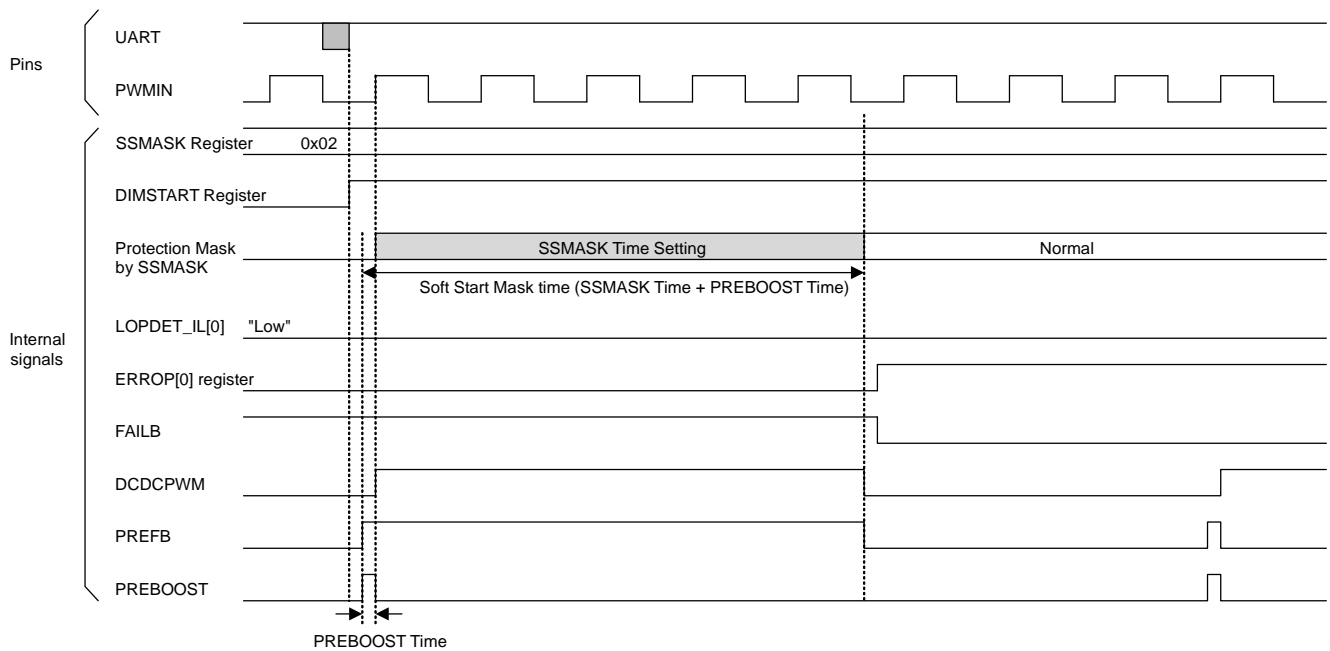 Pins
UART
PWMIN
Internal
signals
SSMASK Register
0x02
DIMSTART Register
Protection Mask
by SSMASK
SSMASK Time Setting
Normal
Soft Start Mask time (SSMASK Time + PREBOOST Time)
LOPDET_IL[0]
"Low"
ERROP[0] register
FAILB
DCDCPWM
PREFB
PREBOOST
PREBOOST Time